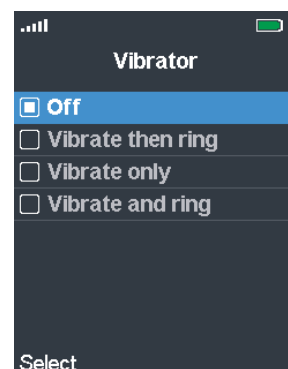 Vibrator
Off
Vibrate then ring
Vibrate only
Vibrate and ring
Select